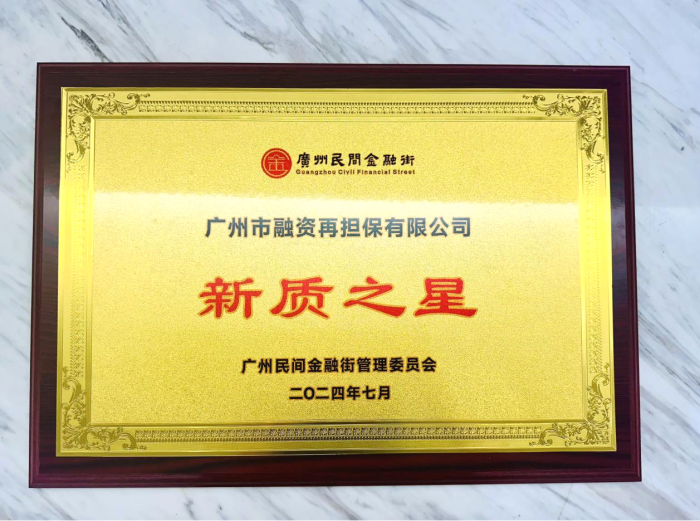 廣州民間金融街
Guangzhou Civil Financial Street
广州市融资再担保有限公司
新质之星
广州民间金融街管理委员会
二〇二四年七月